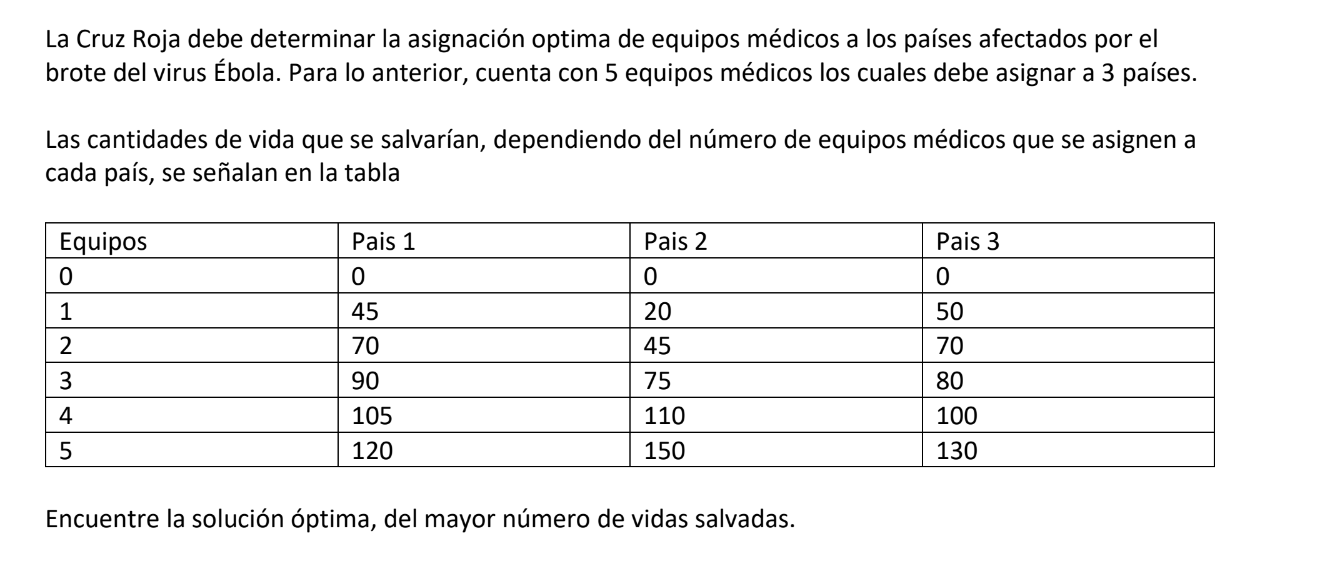 La Cruz Roja debe determinar la asignación optima de equipos médicos a los países afectados por el
brote del virus Ébola. Para lo anterior, cuenta con 5 equipos médicos los cuales debe asignar a 3 países.
Las cantidades de vida que se salvarían, dependiendo del número de equipos médicos que se asignen a
cada país, se señalan en la tabla
Equipos Pais 1 Pais 2 Pais 3
0 0 0 0
1 45 20 50
2 70 45 70
3 90 75 80
4 105 110 100
5 120 150 130
Encuentre la solución óptima, del mayor número de vidas salvadas.